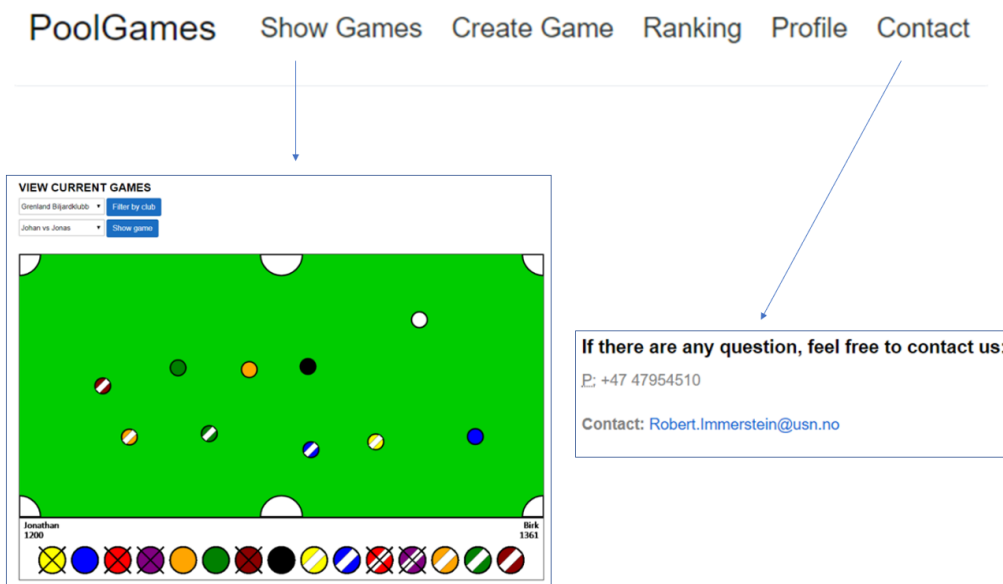 PoolGames Show Games Create Game Ranking Profile Contact
VIEW CURRENT GAMES
Grenland Biljardklubb Filter by club
Johan vs Jonas Show game
Jonathan Birk
1200 1361
If there are any question, feel free to contact us:
P: +47 47954510
Contact: Robert.Immerstein@usn.no